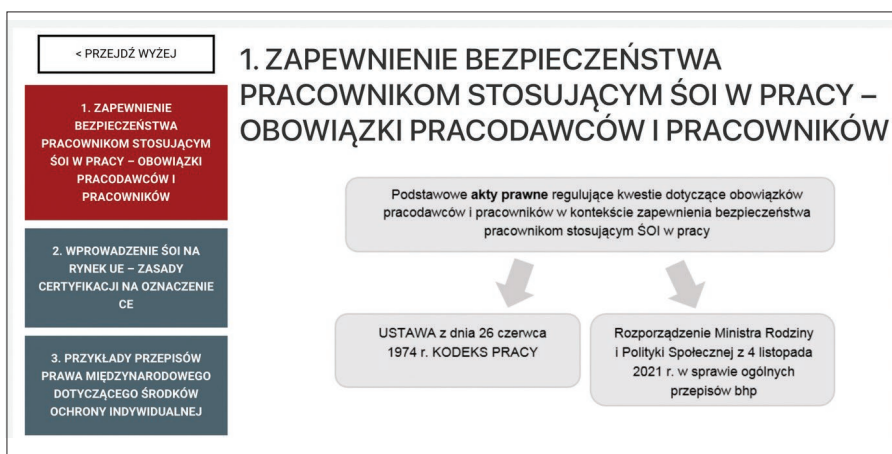 < PRZEJDŹ WYŻEJ
1. ZAPEWNIENIE
BEZPIECZEŃSTWA
PRACOWNIKOM STOSUJĄCYM
ŚOI W PRACY – OBOWIĄZKI
PRACODAWCÓW I
PRACOWNIKÓW
2. WPROWADZENIE ŚOI NA
RYNEK UE – ZASADY
CERTYFIKACJI NA OZNACZENIE
CE
3. PRZYKŁADY PRZEPISÓW
PRAWA MIĘDZYNARODOWEGO
DOTYCZĄCEGO ŚRODKÓW
OCHRONY INDYWIDUALNEJ
1. ZAPEWNIENIE BEZPIECZEŃSTWA
PRACOWNIKOM STOSUJĄCYM ŚOI W PRACY –
OBOWIĄZKI PRACODAWCÓW I PRACOWNIKÓW
Podstawowe akty prawne regulujące kwestie dotyczące obowiązków
pracodawców i pracowników w kontekście zapewnienia bezpieczeństwa
pracownikom stosującym ŚOI w pracy
USTAWA z dnia 26 czerwca
1974 r. KODEKS PRACY
Rozporządzenie Ministra Rodziny
i Polityki Społecznej z 4 listopada
2021 r. w sprawie ogólnych
przepisów bhp